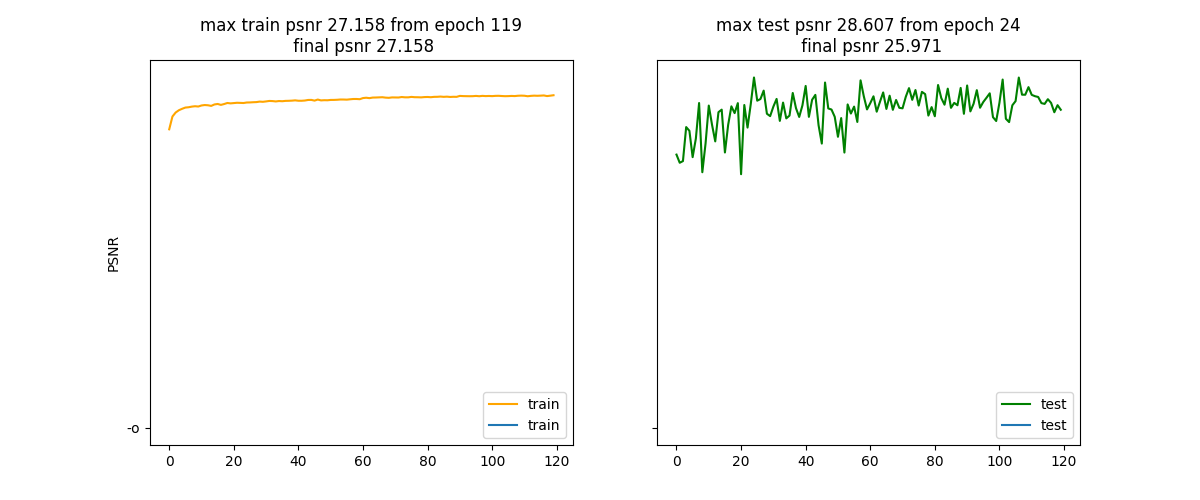 max train psnr 27.158 from epoch 119
final psnr 27.158
max test psnr 28.607 from epoch 24
final psnr 25.971
PSNR
-o
train
train
test
test
0 20 40 60 80 100 120
0 20 40 60 80 100 120